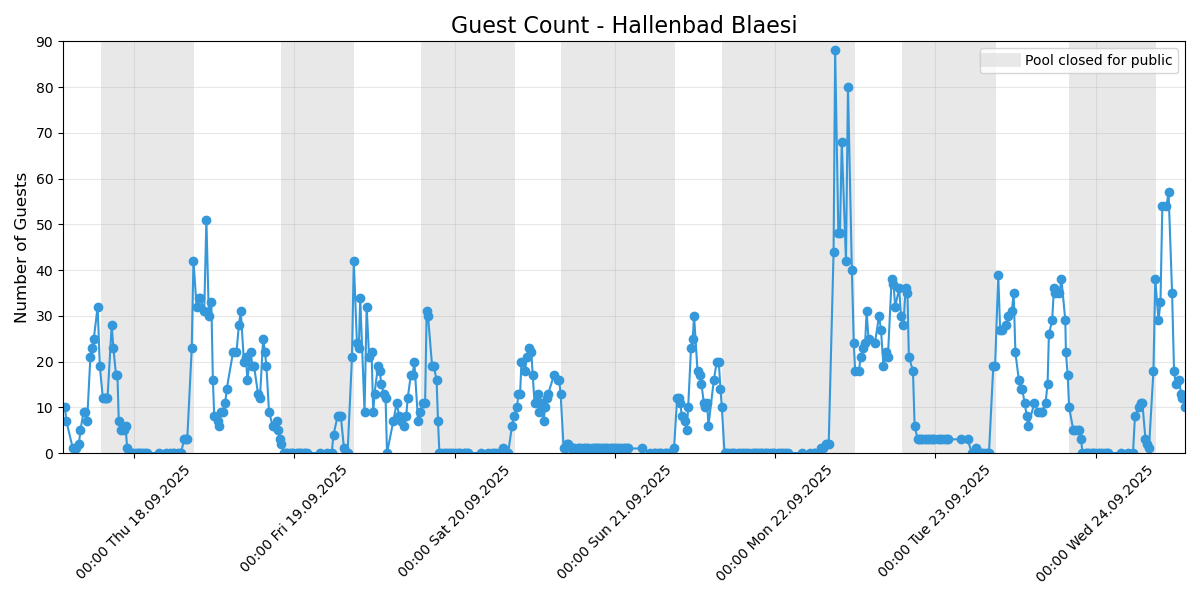 Guest Count - Hallenbad Blaesi
Pool closed for public
Number of Guests
90
80
70
60
50
40
30
20
10
0
00:00 Thu 18.09.2025
00:00 Fri 19.09.2025
00:00 Sat 20.09.2025
00:00 Sun 21.09.2025
00:00 Mon 22.09.2025
00:00 Tue 23.09.2025
00:00 Wed 24.09.2025